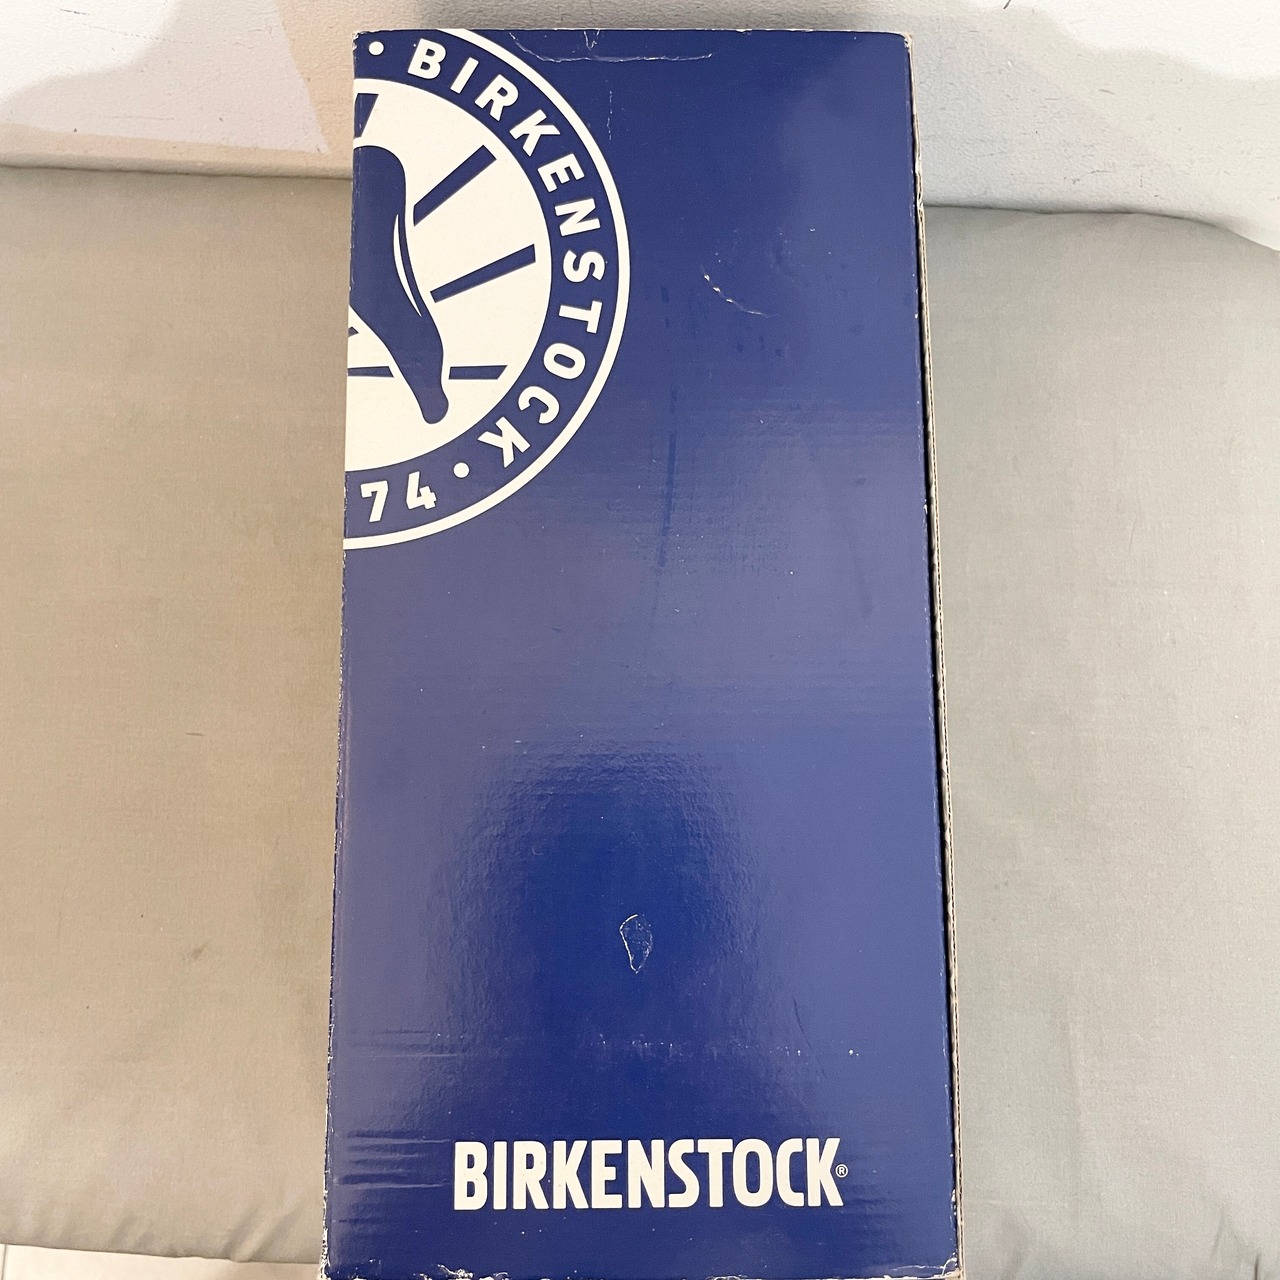 • BIRKENSTOCK •
74
BIRKENSTOCK®